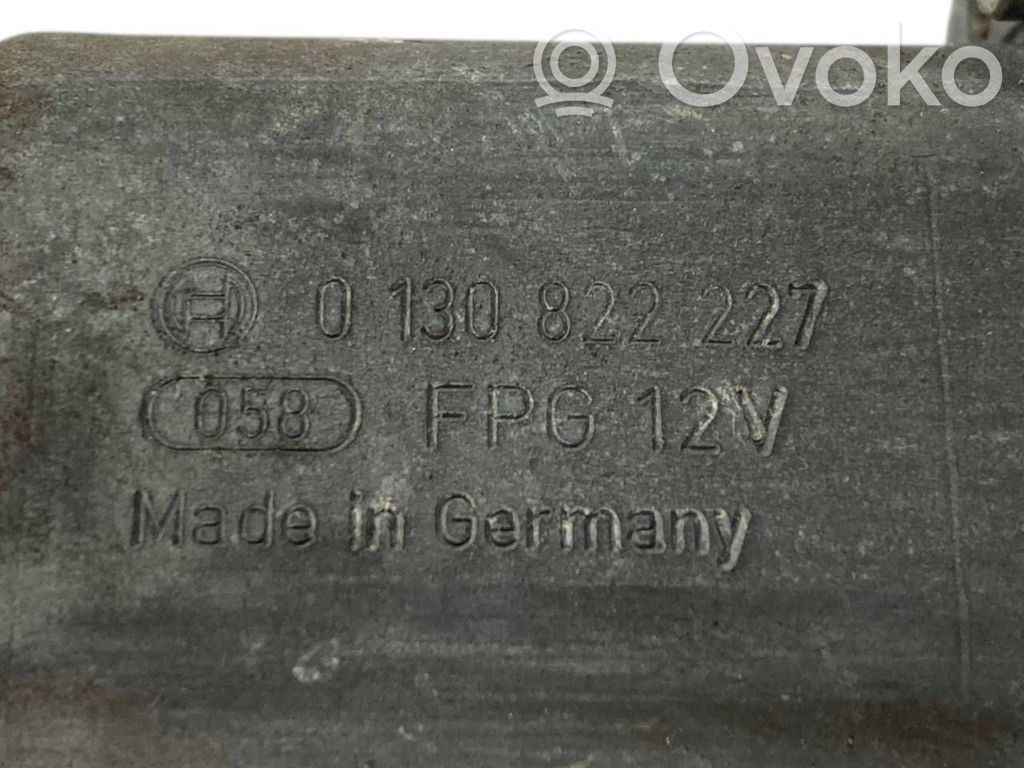 Ovoko
0 130 822 227
058 FPG 12V
Made in Germany